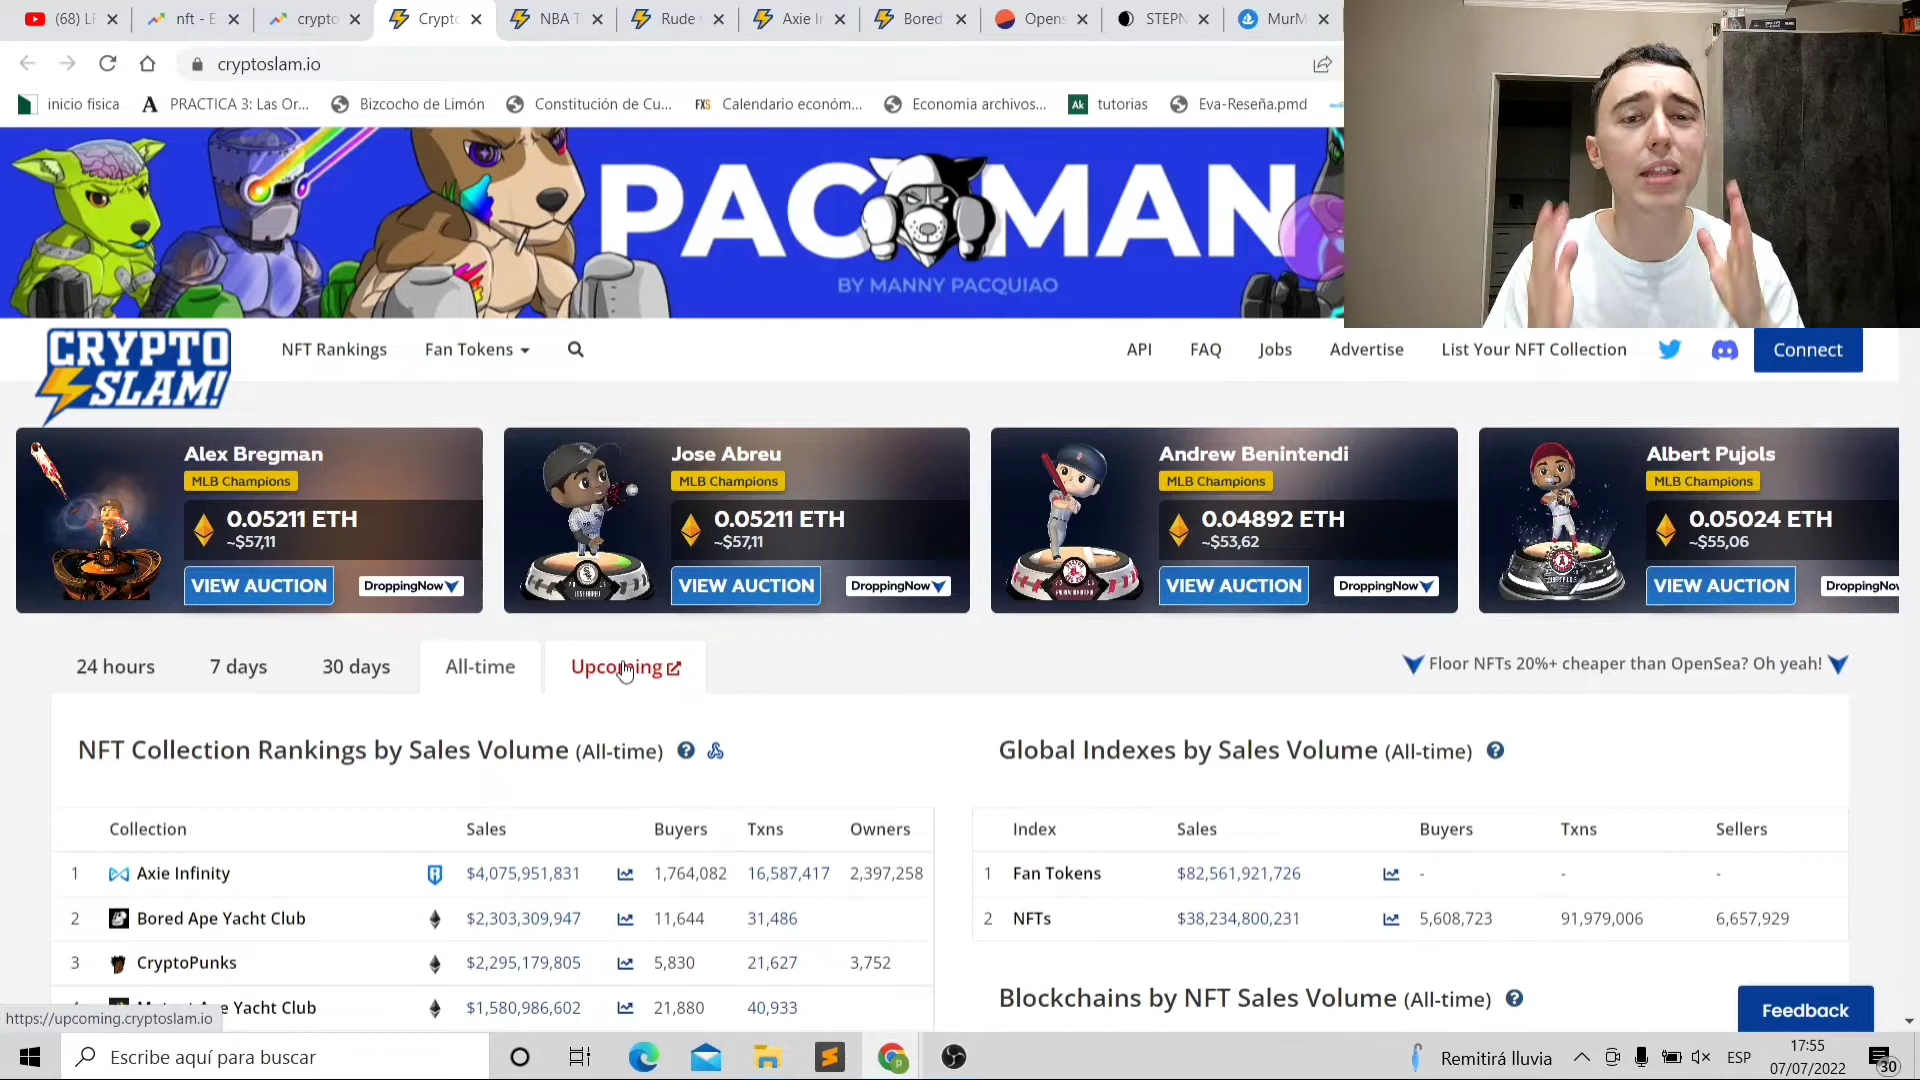 (68) LI
nft - E
crypto
Crypto
NBA T
Rude
Axie In
Bored
Opens
STEPN
MurM
cryptoslam.io
inicio fisica
PRACTICA 3: Las Or...
Bizcocho de Limón
Constitución de Cu...
FXS
Calendario económ...
Economia archivos...
Ak
tutorias
Eva-Reseña.pmd
PAC MAN
BY MANNY PACQUIAO
CRYPTO
SLAM!
NFT Rankings
Fan Tokens
API
FAQ
Jobs
Advertise
List Your NFT Collection
Connect
Alex Bregman
MLB Champions
0.05211 ETH
~$57,11
VIEW AUCTION
DroppingNow
Jose Abreu
MLB Champions
0.05211 ETH
~$57,11
VIEW AUCTION
DroppingNow
Andrew Benintendi
MLB Champions
0.04892 ETH
~$53,62
VIEW AUCTION
DroppingNow
Albert Pujols
MLB Champions
0.05024 ETH
~$55,06
VIEW AUCTION
DroppingNov
24 hours
7 days
30 days
All-time
Upcoming
Floor NFTs 20%+ cheaper than OpenSea? Oh yeah!
NFT Collection Rankings by Sales Volume (All-time)
Collection Sales Buyers Txns Owners
1 Axie Infinity $4,075,951,831 1,764,082 16,587,417 2,397,258
2 Bored Ape Yacht Club $2,303,309,947 11,644 31,486
3 CryptoPunks $2,295,179,805 5,830 21,627 3,752
Yacht Club $1,580,986,602 21,880 40,933
Global Indexes by Sales Volume (All-time)
Index Sales Buyers Txns Sellers
1 Fan Tokens $82,561,921,726 - - -
2 NFTs $38,234,800,231 5,608,723 91,979,006 6,657,929
Blockchains by NFT Sales Volume (All-time)
Feedback
https://upcoming.cryptoslam.io
Escribe aquí para buscar
Remitirá lluvia
ESP
17:55
07/07/2022
30